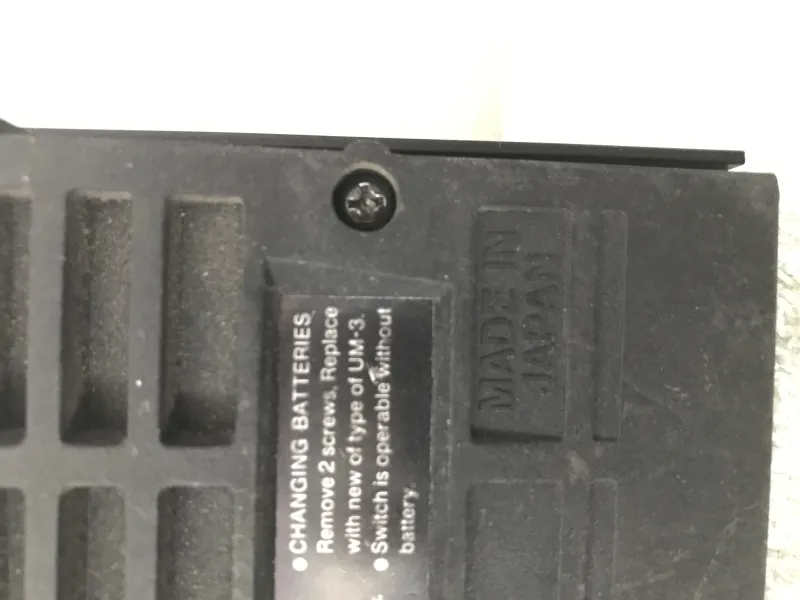 ● CHANGING BATTERIES
Remove 2 screws, Replace
with new of type of UM-3.
● Switch is operable without
battery.
MADE IN
JAPAN